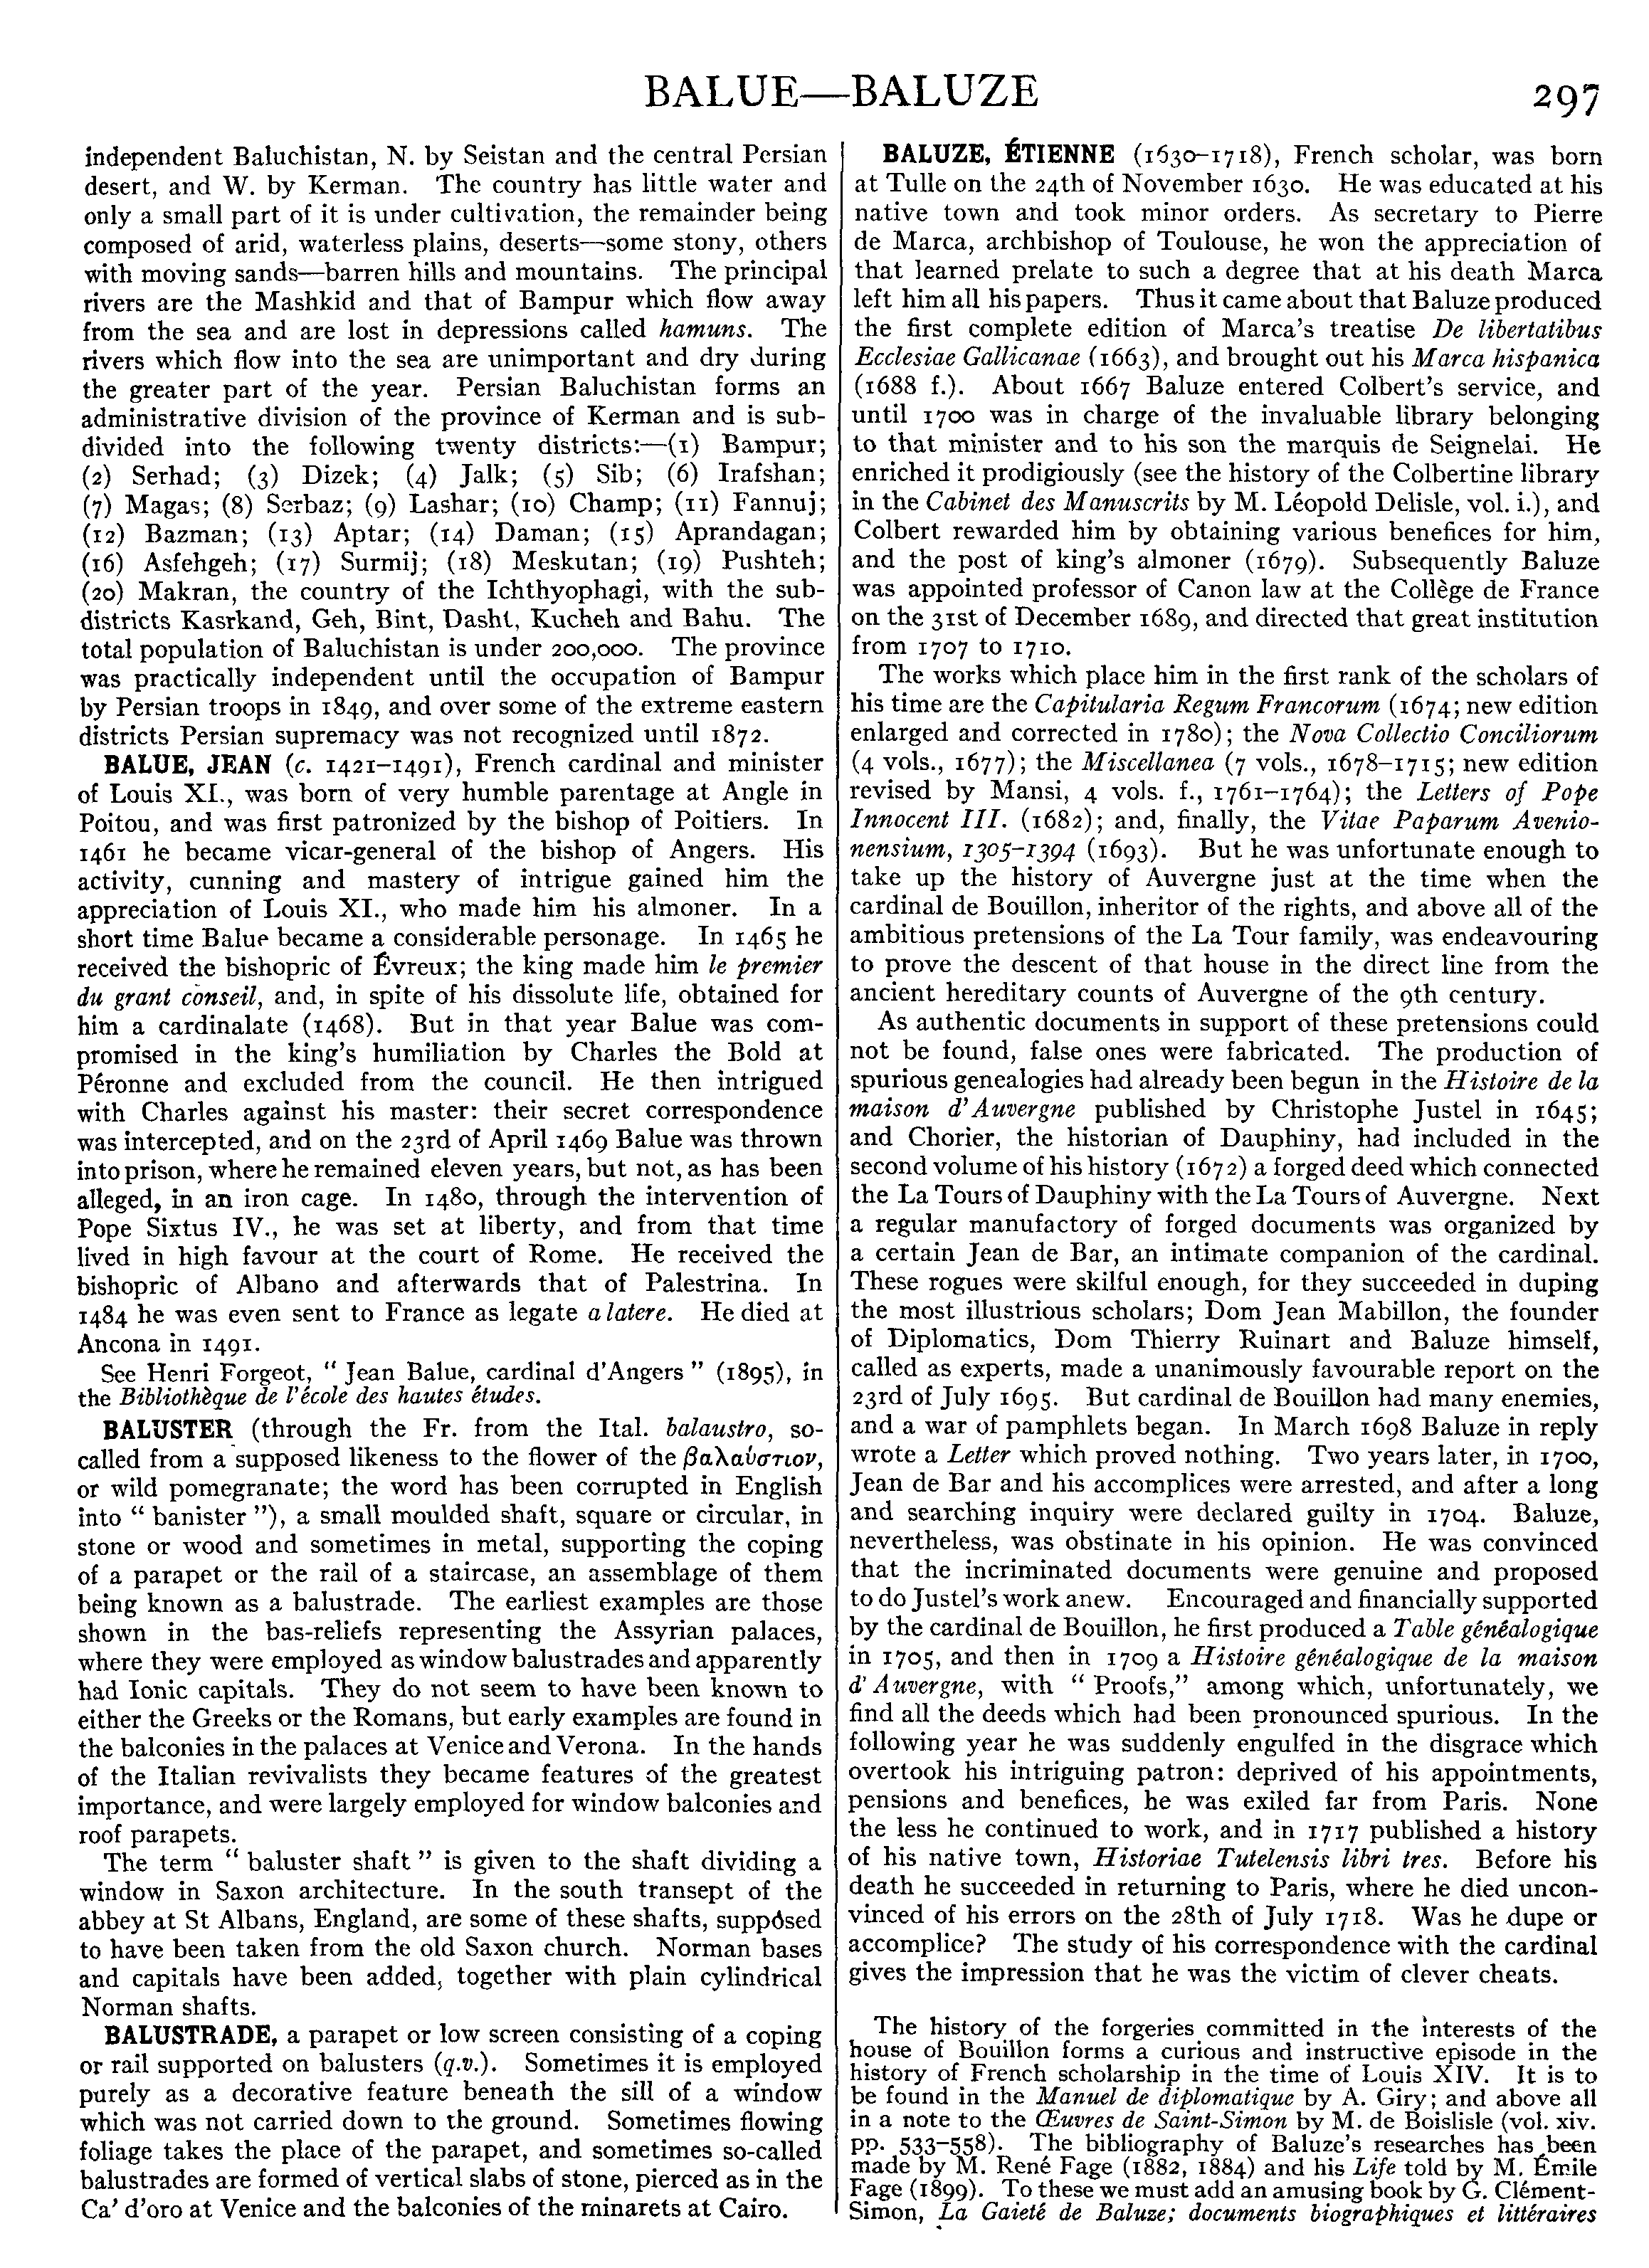 BALUE—BALUZE
297
independent Baluchistan, N. by Seistan and the central Persian
desert, and W. by Kerman. The country has little water and
only a small part of it is under cultivation, the remainder being
composed of arid, waterless plains, deserts—some stony, others
with moving sands—barren hills and mountains. The principal
rivers are the Mashkid and that of Bampur which flow away
from the sea and are lost in depressions called hamuns. The
rivers which flow into the sea are unimportant and dry during
the greater part of the year. Persian Baluchistan forms an
administrative division of the province of Kerman and is sub-
divided into the following twenty districts:—(1) Bampur;
(2) Serhad; (3) Dizek; (4) Jalk; (5) Sib; (6) Irafshan;
(7) Magas; (8) Serbaz; (9) Lashar; (10) Champ; (11) Fannuj;
(12) Bazman; (13) Aptar; (14) Daman; (15) Aprandagan;
(16) Asfehgeh; (17) Surmij; (18) Meskutan; (19) Pushteh;
(20) Makran, the country of the Ichthyophagi, with the sub-
districts Kasrkand, Geh, Bint, Dasht, Kucheh and Bahu. The
total population of Baluchistan is under 200,000. The province
was practically independent until the occupation of Bampur
by Persian troops in 1849, and over some of the extreme eastern
districts Persian supremacy was not recognized until 1872.
BALUE, JEAN (c. 1421–1491), French cardinal and minister
of Louis XI., was born of very humble parentage at Angle in
Poitou, and was first patronized by the bishop of Poitiers. In
1461 he became vicar-general of the bishop of Angers. His
activity, cunning and mastery of intrigue gained him the
appreciation of Louis XI., who made him his almoner. In a
short time Balue became a considerable personage. In 1465 he
received the bishopric of Évreux; the king made him le premier
du grant conseil, and, in spite of his dissolute life, obtained for
him a cardinalate (1468). But in that year Balue was com-
promised in the king's humiliation by Charles the Bold at
Péronne and excluded from the council. He then intrigued
with Charles against his master: their secret correspondence
was intercepted, and on the 23rd of April 1469 Balue was thrown
into prison, where he remained eleven years, but not, as has been
alleged, in an iron cage. In 1480, through the intervention of
Pope Sixtus IV., he was set at liberty, and from that time
lived in high favour at the court of Rome. He received the
bishopric of Albano and afterwards that of Palestrina. In
1484 he was even sent to France as legate a latere. He died at
Ancona in 1491.
See Henri Forgeot, “ Jean Balue, cardinal d'Angers ” (1895), in
the Bibliothèque de l'école des hautes études.
BALUSTER (through the Fr. from the Ital. balaustro, so-
called from a supposed likeness to the flower of the βαλαύστιον,
or wild pomegranate; the word has been corrupted in English
into “ banister ”), a small moulded shaft, square or circular, in
stone or wood and sometimes in metal, supporting the coping
of a parapet or the rail of a staircase, an assemblage of them
being known as a balustrade. The earliest examples are those
shown in the bas-reliefs representing the Assyrian palaces,
where they were employed as window balustrades and apparently
had Ionic capitals. They do not seem to have been known to
either the Greeks or the Romans, but early examples are found in
the balconies in the palaces at Venice and Verona. In the hands
of the Italian revivalists they became features of the greatest
importance, and were largely employed for window balconies and
roof parapets.
The term “ baluster shaft ” is given to the shaft dividing a
window in Saxon architecture. In the south transept of the
abbey at St Albans, England, are some of these shafts, supposed
to have been taken from the old Saxon church. Norman bases
and capitals have been added, together with plain cylindrical
Norman shafts.
BALUSTRADE, a parapet or low screen consisting of a coping
or rail supported on balusters (q.v.). Sometimes it is employed
purely as a decorative feature beneath the sill of a window
which was not carried down to the ground. Sometimes flowing
foliage takes the place of the parapet, and sometimes so-called
balustrades are formed of vertical slabs of stone, pierced as in the
Ca' d'oro at Venice and the balconies of the minarets at Cairo.
BALUZE, ÉTIENNE (1630–1718), French scholar, was born
at Tulle on the 24th of November 1630. He was educated at his
native town and took minor orders. As secretary to Pierre
de Marca, archbishop of Toulouse, he won the appreciation of
that learned prelate to such a degree that at his death Marca
left him all his papers. Thus it came about that Baluze produced
the first complete edition of Marca's treatise De libertatibus
Ecclesiae Gallicanae (1663), and brought out his Marca hispanica
(1688 f.). About 1667 Baluze entered Colbert's service, and
until 1700 was in charge of the invaluable library belonging
to that minister and to his son the marquis de Seignelai. He
enriched it prodigiously (see the history of the Colbertine library
in the Cabinet des Manuscrits by M. Léopold Delisle, vol. i.), and
Colbert rewarded him by obtaining various benefices for him,
and the post of king's almoner (1679). Subsequently Baluze
was appointed professor of Canon law at the Collège de France
on the 31st of December 1689, and directed that great institution
from 1707 to 1710.
The works which place him in the first rank of the scholars of
his time are the Capitularia Regum Francorum (1674; new edition
enlarged and corrected in 1780); the Nova Collectio Conciliorum
(4 vols., 1677); the Miscellanea (7 vols., 1678–1715; new edition
revised by Mansi, 4 vols. f., 1761–1764); the Letters of Pope
Innocent III. (1682); and, finally, the Vitae Paparum Avenio-
nensium, 1305–1394 (1693). But he was unfortunate enough to
take up the history of Auvergne just at the time when the
cardinal de Bouillon, inheritor of the rights, and above all of the
ambitious pretensions of the La Tour family, was endeavouring
to prove the descent of that house in the direct line from the
ancient hereditary counts of Auvergne of the 9th century.
As authentic documents in support of these pretensions could
not be found, false ones were fabricated. The production of
spurious genealogies had already been begun in the Histoire de la
maison d'Auvergne published by Christophe Justel in 1645;
and Chorier, the historian of Dauphiny, had included in the
second volume of his history (1672) a forged deed which connected
the La Tours of Dauphiny with the La Tours of Auvergne. Next
a regular manufactory of forged documents was organized by
a certain Jean de Bar, an intimate companion of the cardinal.
These rogues were skilful enough, for they succeeded in duping
the most illustrious scholars; Dom Jean Mabillon, the founder
of Diplomatics, Dom Thierry Ruinart and Baluze himself,
called as experts, made a unanimously favourable report on the
23rd of July 1695. But cardinal de Bouillon had many enemies,
and a war of pamphlets began. In March 1698 Baluze in reply
wrote a Letter which proved nothing. Two years later, in 1700,
Jean de Bar and his accomplices were arrested, and after a long
and searching inquiry were declared guilty in 1704. Baluze,
nevertheless, was obstinate in his opinion. He was convinced
that the incriminated documents were genuine and proposed
to do Justel's work anew. Encouraged and financially supported
by the cardinal de Bouillon, he first produced a Table généalogique
in 1705, and then in 1709 a Histoire généalogique de la maison
d'Auvergne, with “ Proofs,” among which, unfortunately, we
find all the deeds which had been pronounced spurious. In the
following year he was suddenly engulfed in the disgrace which
overtook his intriguing patron: deprived of his appointments,
pensions and benefices, he was exiled far from Paris. None
the less he continued to work, and in 1717 published a history
of his native town, Historiae Tutelensis libri tres. Before his
death he succeeded in returning to Paris, where he died uncon-
vinced of his errors on the 28th of July 1718. Was he dupe or
accomplice? The study of his correspondence with the cardinal
gives the impression that he was the victim of clever cheats.
The history of the forgeries committed in the interests of the
house of Bouillon forms a curious and instructive episode in the
history of French scholarship in the time of Louis XIV. It is to
be found in the Manuel de diplomatique by A. Giry; and above all
in a note to the Œuvres de Saint-Simon by M. de Boislisle (vol. xiv.
pp. 533–558). The bibliography of Baluze's researches has been
made by M. René Fage (1882, 1884) and his Life told by M. Émile
Fage (1899). To these we must add an amusing book by G. Clément-
Simon, La Gaieté de Baluze; documents biographiques et littéraires